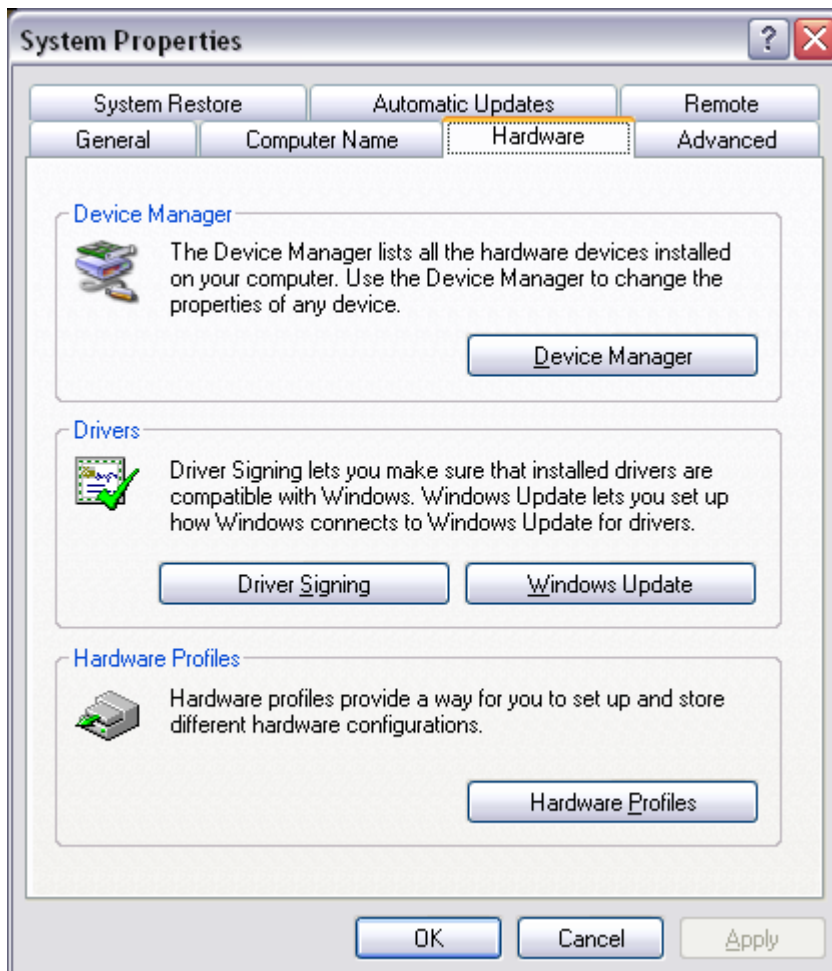 System Properties
System Restore Automatic Updates Remote
General Computer Name Hardware Advanced
Device Manager
The Device Manager lists all the hardware devices installed
on your computer. Use the Device Manager to change the
properties of any device.
Device Manager
Drivers
Driver Signing lets you make sure that installed drivers are
compatible with Windows. Windows Update lets you set up
how Windows connects to Windows Update for drivers.
Driver Signing Windows Update
Hardware Profiles
Hardware profiles provide a way for you to set up and store
different hardware configurations.
Hardware Profiles
OK Cancel Apply